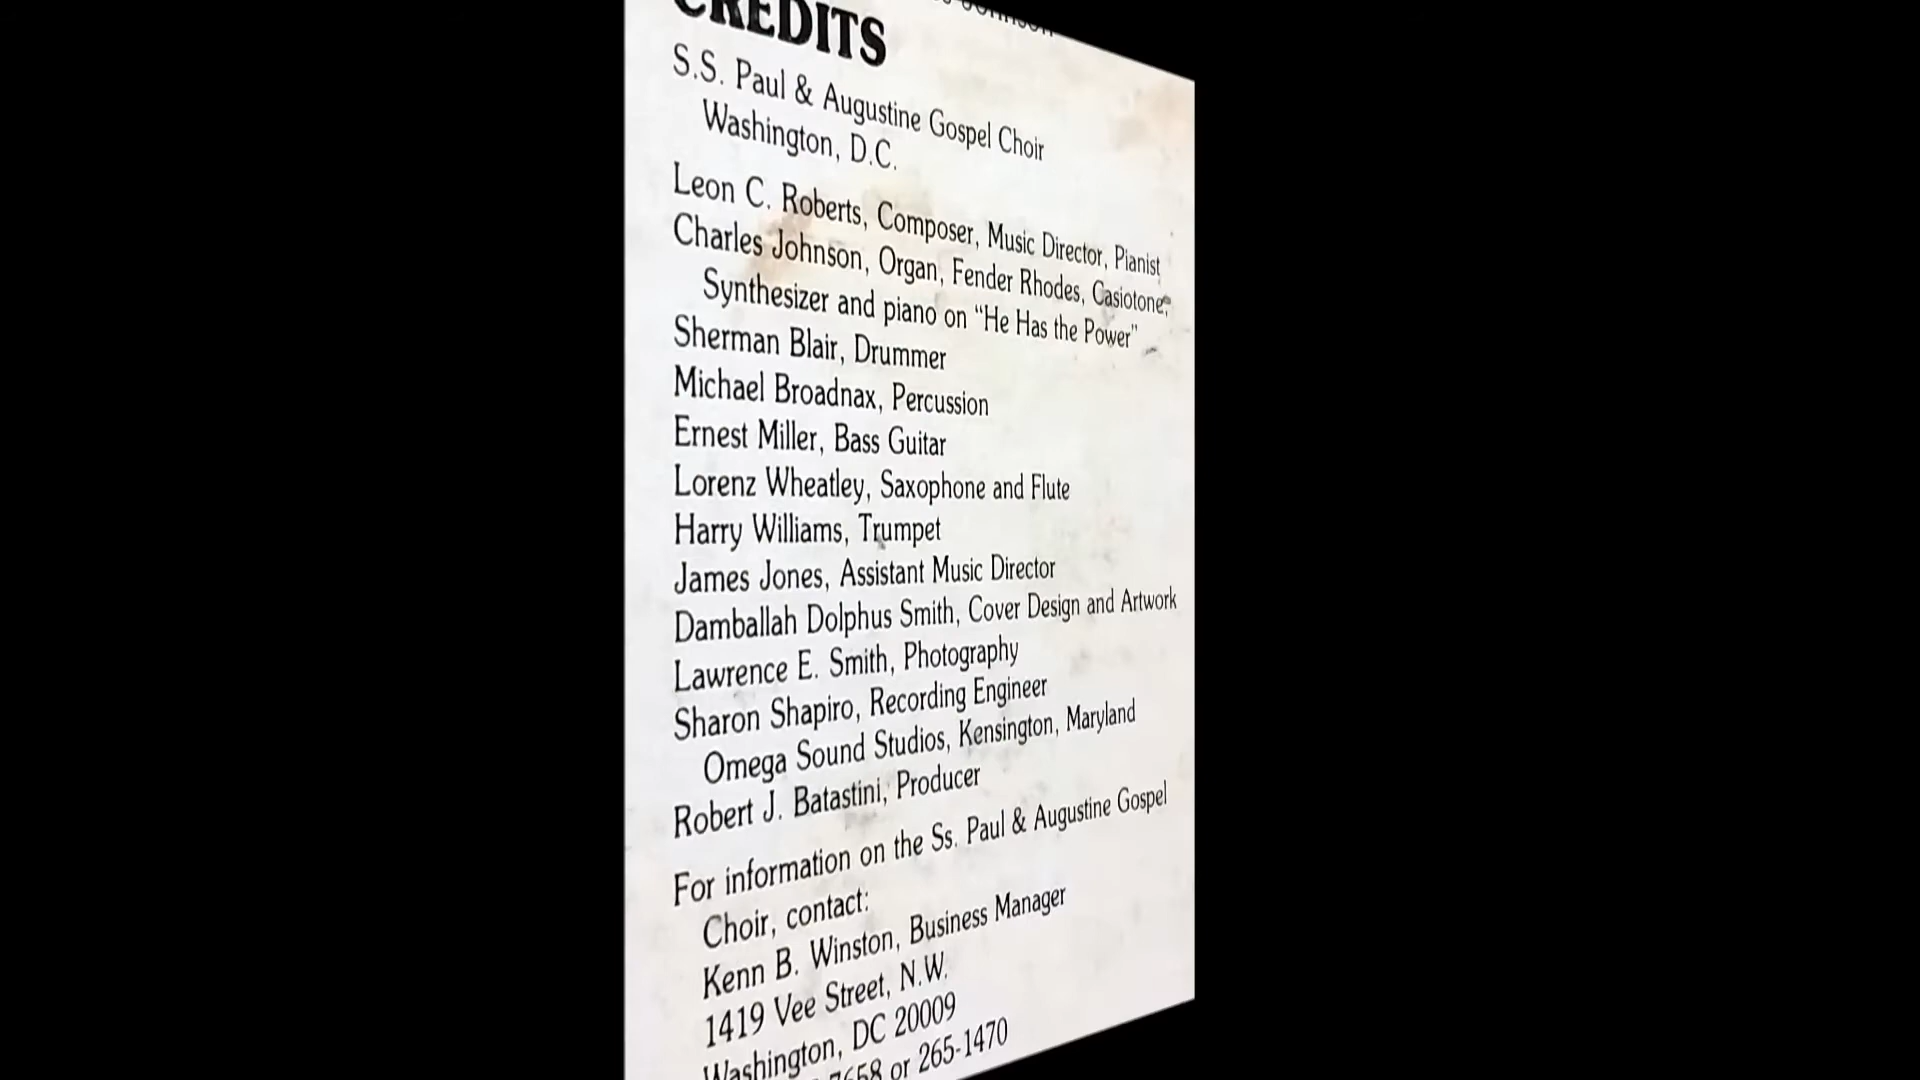 Johnson
CREDITS
S.S. Paul & Augustine Gospel Choir
Washington, D.C.
Leon C. Roberts, Composer, Music Director, Pianist
Charles Johnson, Organ, Fender Rhodes, Casiotone,
Synthesizer and piano on “He Has the Power”
Sherman Blair, Drummer
Michael Broadnax, Percussion
Ernest Miller, Bass Guitar
Lorenz Wheatley, Saxophone and Flute
Harry Williams, Trumpet
James Jones, Assistant Music Director
Damballah Dolphus Smith, Cover Design and Artwork
Lawrence E. Smith, Photography
Sharon Shapiro, Recording Engineer
Omega Sound Studios, Kensington, Maryland
Robert J. Batastini, Producer
For information on the Ss. Paul & Augustine Gospel
Choir, contact:
Kenn B. Winston, Business Manager
1419 Vee Street, N.W.
Washington, DC 20009
7658 or 265-1470